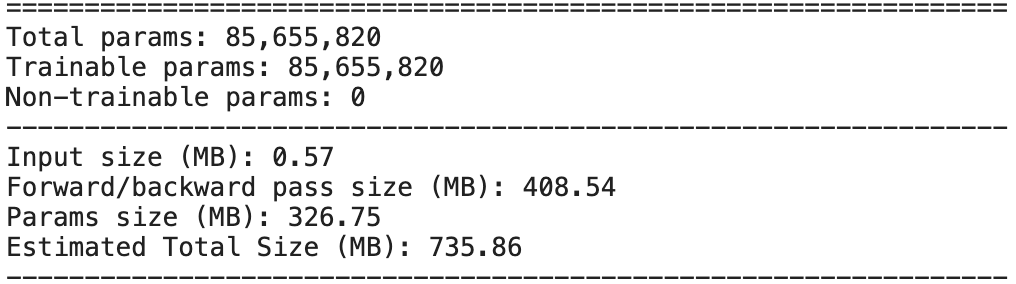 ================================================================
Total params: 85,655,820
Trainable params: 85,655,820
Non-trainable params: 0
----------------------------------------------------------------
Input size (MB): 0.57
Forward/backward pass size (MB): 408.54
Params size (MB): 326.75
Estimated Total Size (MB): 735.86
----------------------------------------------------------------